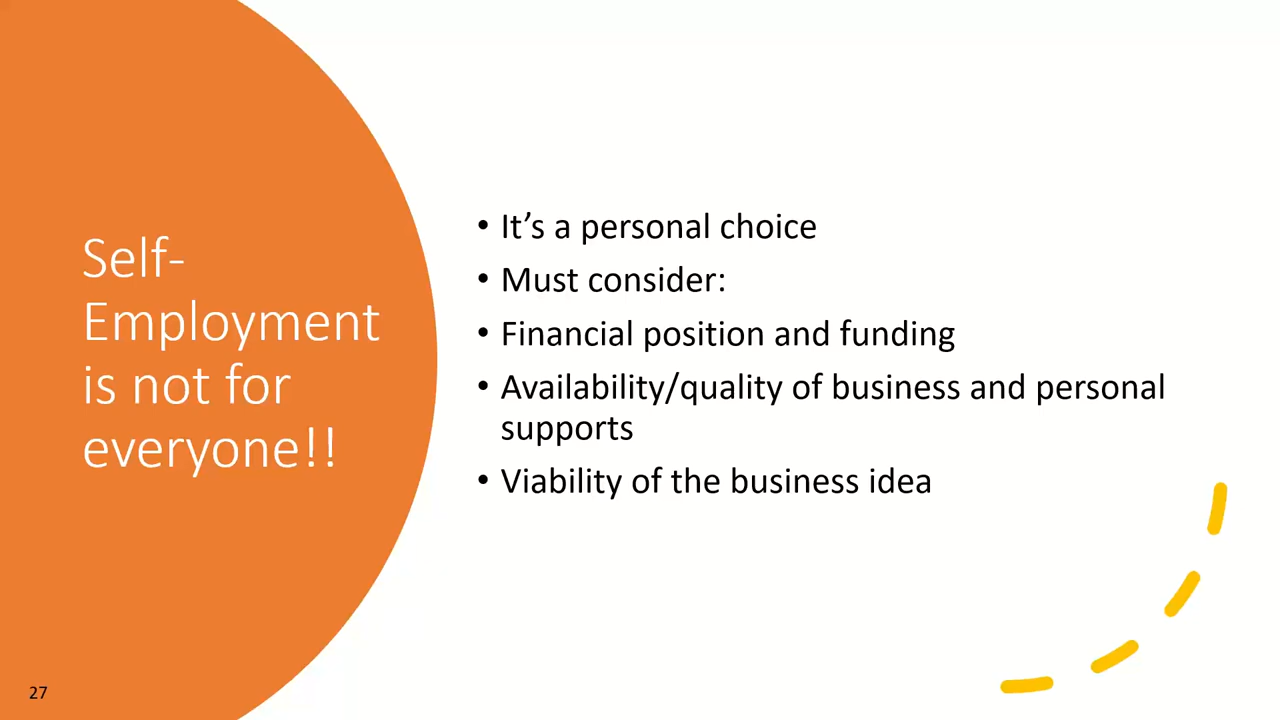 Self-
Employment
is not for
everyone!!
• It’s a personal choice
• Must consider:
• Financial position and funding
• Availability/quality of business and personal
supports
• Viability of the business idea
27